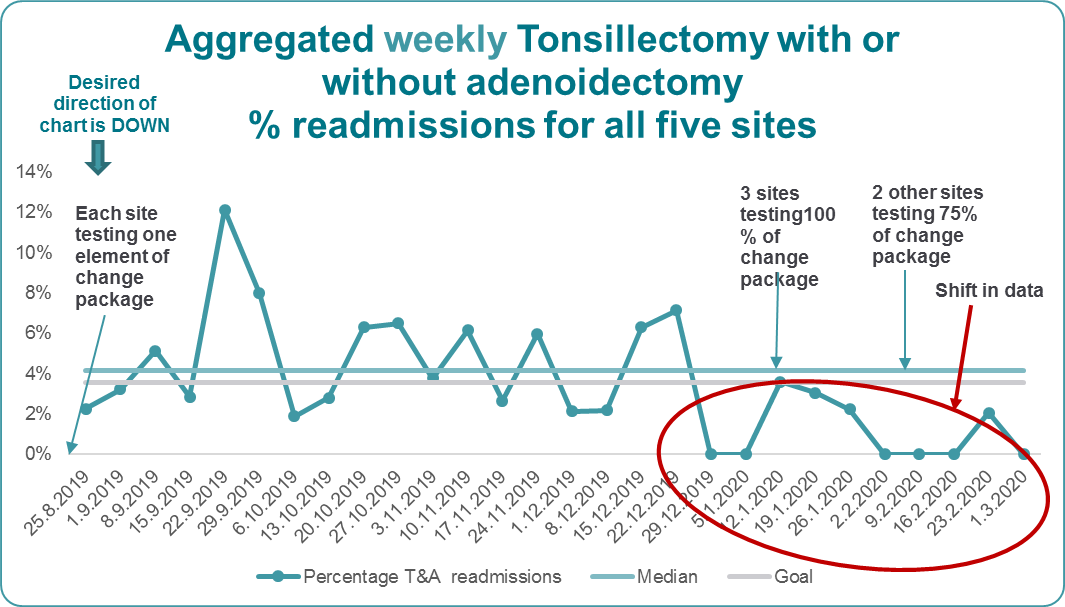 Aggregated weekly Tonsillectomy with or
without adenoidectomy
% readmissions for all five sites
Desired
direction of
chart is DOWN
14%
12%
10%
8%
6%
4%
2%
0%
Each site
testing one
element of
change
package
3 sites
testing100
% of
change
package
2 other sites
testing 75%
of change
package
Shift in data
25.8.2019
1.9.2019
8.9.2019
15.9.2019
22.9.2019
29.9.2019
6.10.2019
13.10.2019
20.10.2019
27.10.2019
3.11.2019
10.11.2019
17.11.2019
24.11.2019
1.12.2019
8.12.2019
15.12.2019
22.12.2019
29.12.2019
5.1.2020
12.1.2020
19.1.2020
26.1.2020
2.2.2020
9.2.2020
16.2.2020
23.2.2020
1.3.2020
Percentage T&A readmissions
Median
Goal